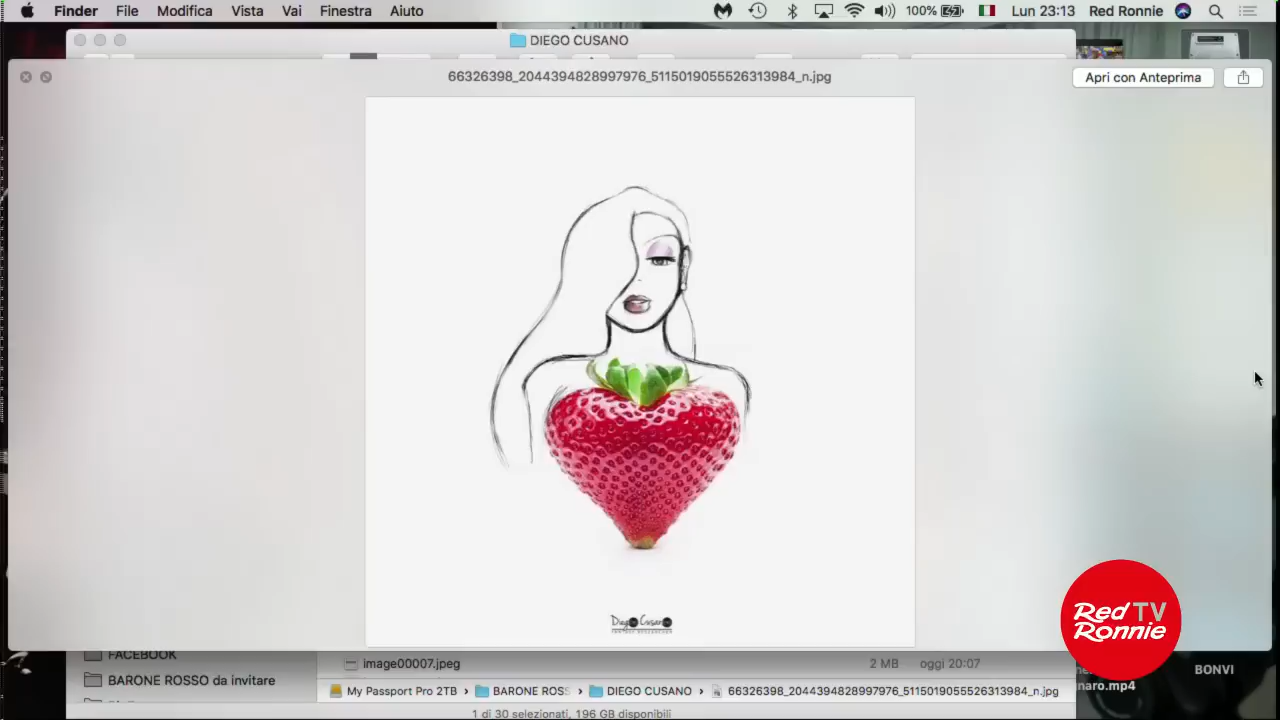 Finder File Modifica Vista Vai Finestra Aiuto 100% Lun 23:13 Red Ronnie
DIEGO CUSANO
66326398_2044394828997976_5115019055526313984_n.jpg
Apri con Anteprima
Diego Cusano
Red TV
Ronnie
FACEBOOK
image00007.jpeg 2 MB oggi 20:07
BONVI
BARONE ROSSO da invitare
naro.mp4
My Passport Pro 2TB BARONE ROSS DIEGO CUSANO 66326398_2044394828997976_5115019055526313984_n.jpg
1 di 30 selezionati, 196 GB disponibili